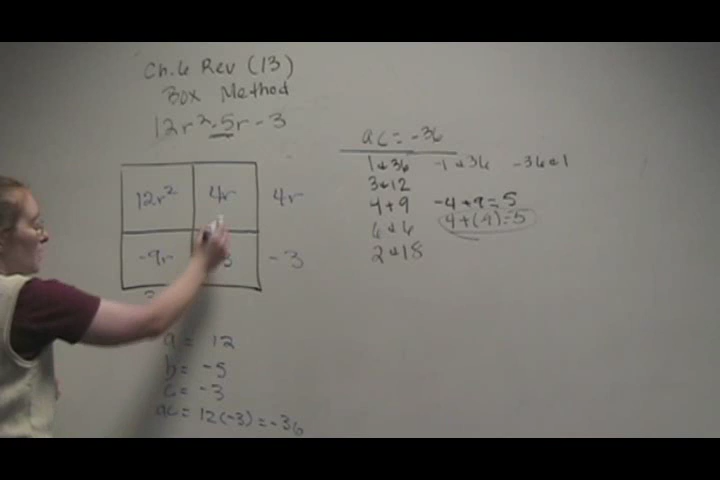 Ch.6 Rev (13)
Box Method
12r² - 5r - 3
12r² 4r 4r
-9r 3 -3
a = 12
b = -5
c = -3
ac = 12(-3) = -36
ac = -36
1 & 36 -1 & 36 -36 & 1
3 & 12
4 + 9 -4 + 9 = 5
4 + (-9) = 5
6 & 6
2 & 18